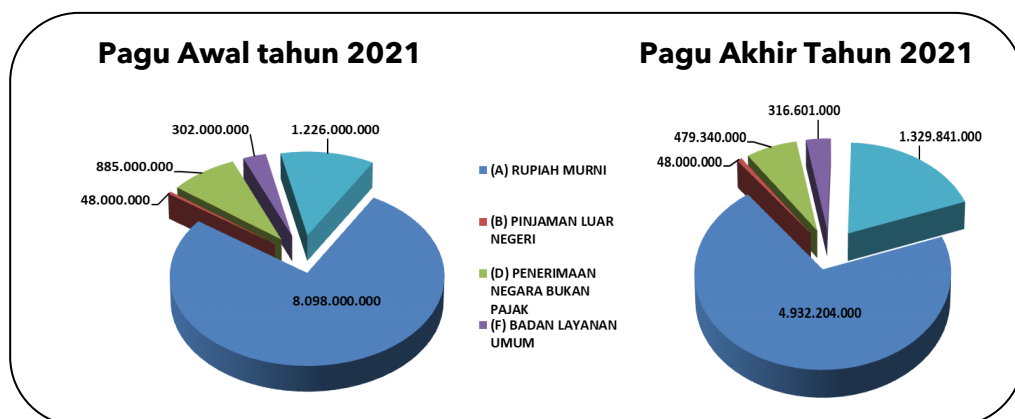 Pagu Awal tahun 2021
302.000.000
1.226.000.000
885.000.000
48.000.000
8.098.000.000
(A) RUPIAH MURNI
(B) PINJAMAN LUAR
NEGERI
(D) PENERIMAAN
NEGARA BUKAN
PAJAK
(F) BADAN LAYANAN
UMUM
Pagu Akhir Tahun 2021
316.601.000
479.340.000
1.329.841.000
48.000.000
4.932.204.000